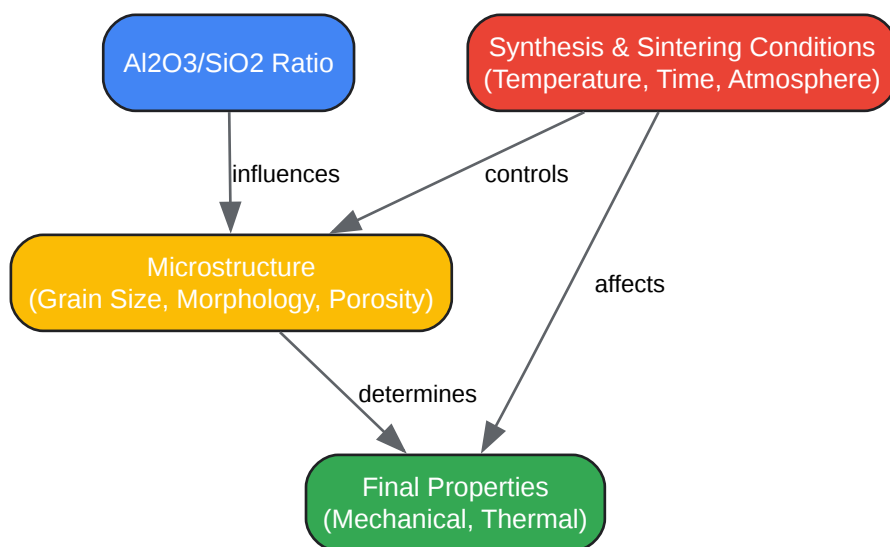 Al2O3/SiO2 Ratio
Synthesis & Sintering Conditions
(Temperature, Time, Atmosphere)
influences
controls
Microstructure
(Grain Size, Morphology, Porosity)
affects
determines
Final Properties
(Mechanical, Thermal)